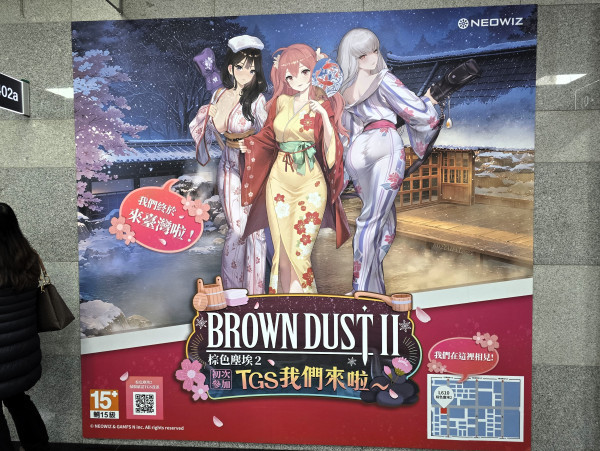 NEOWIZ
02a
我們終於
來臺灣啦！
BROWN DUST II
棕色塵埃 2
初次
參加
TGS我們來啦～
我們在這裡相見!
15+
輔15級
© NEOWIZ & GAMFS N Inc. All rights reserved